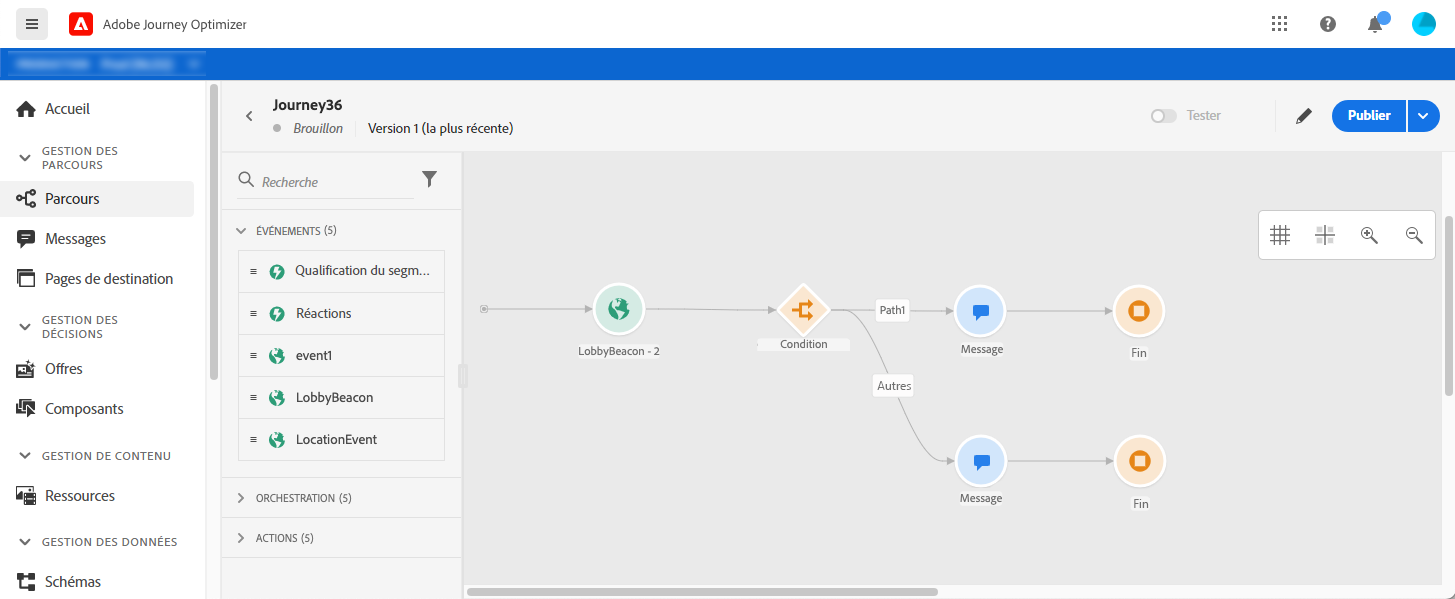 Adobe Journey Optimizer
Accueil
GESTION DES
PARCOURS
Parcours
Messages
Pages de destination
GESTION DES
DÉCISIONS
Offres
Composants
GESTION DE CONTENU
Ressources
GESTION DES DONNÉES
Schémas
Journey36
Brouillon
Version 1 (la plus récente)
Tester
Publier
Recherche
ÉVÉNEMENTS (5)
Qualification du segm...
Réactions
event1
LobbyBeacon
LocationEvent
ORCHESTRATION (5)
ACTIONS (5)
LobbyBeacon - 2
Condition
Path1
Message
Fin
Autres
Message
Fin